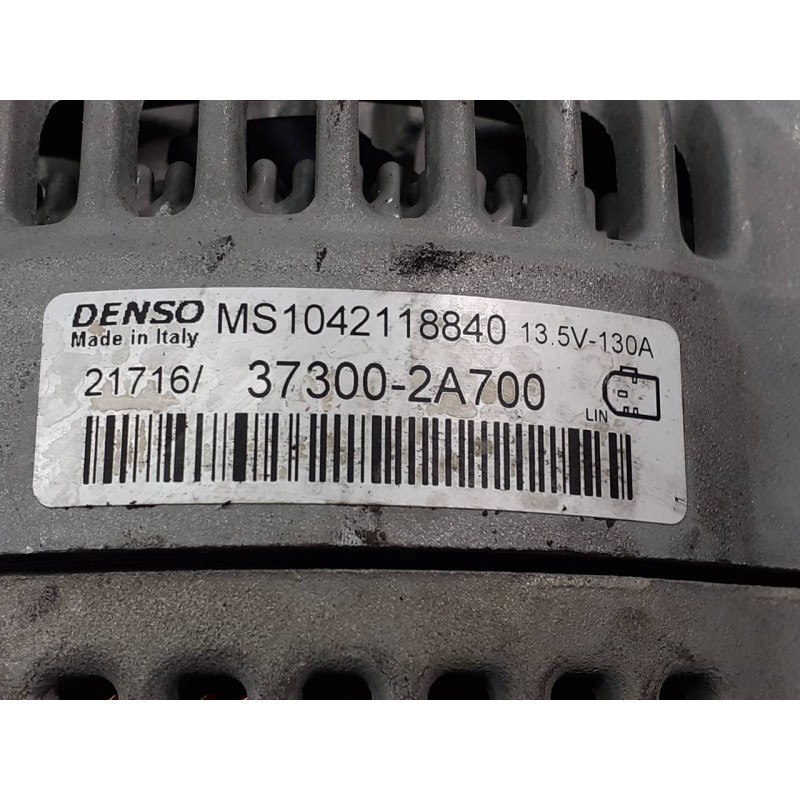 DENSO MS1042118840 13.5V-130A
Made in Italy
21716/ 37300-2A700
LIN